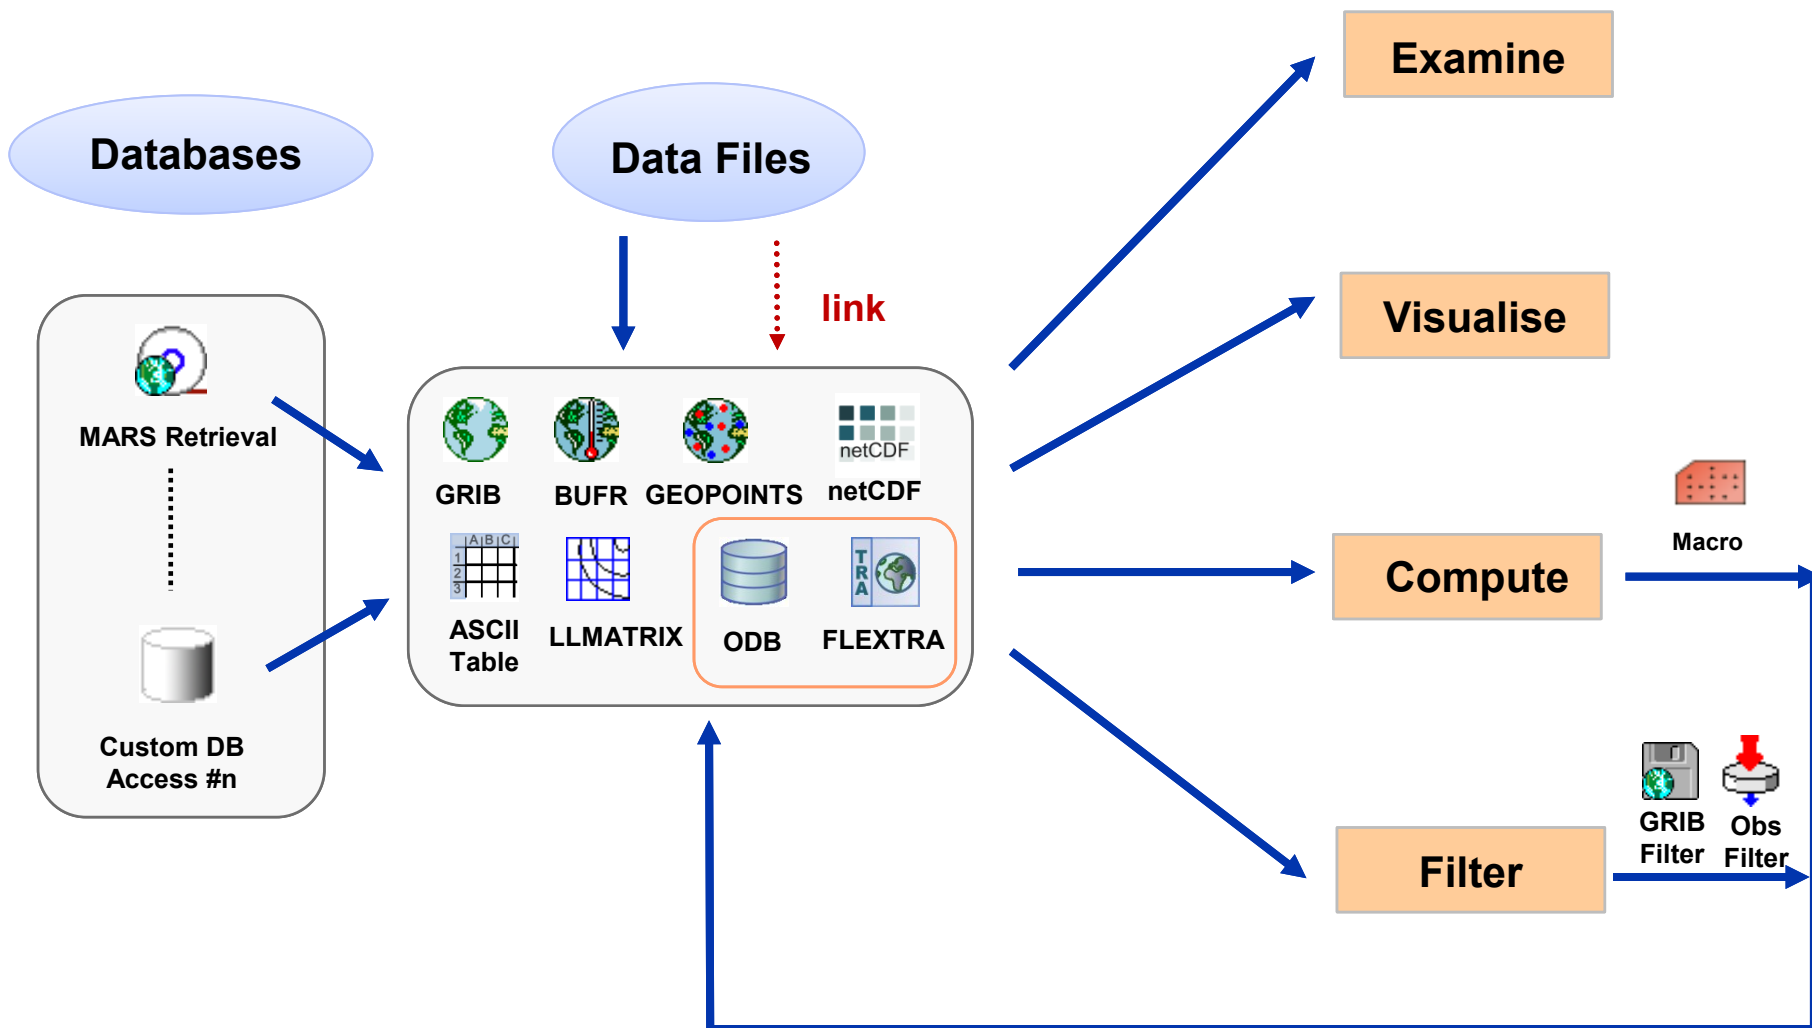 Databases
Data Files
link
MARS Retrieval
Custom DB
Access #n
GRIB
BUFR
GEOPOINTS
netCDF
netCDF
A B C
1
2
3
ASCII
Table
LLMATRIX
ODB
TRA
FLEXTRA
Examine
Visualise
Compute
Macro
Filter
GRIB
Filter
Obs
Filter